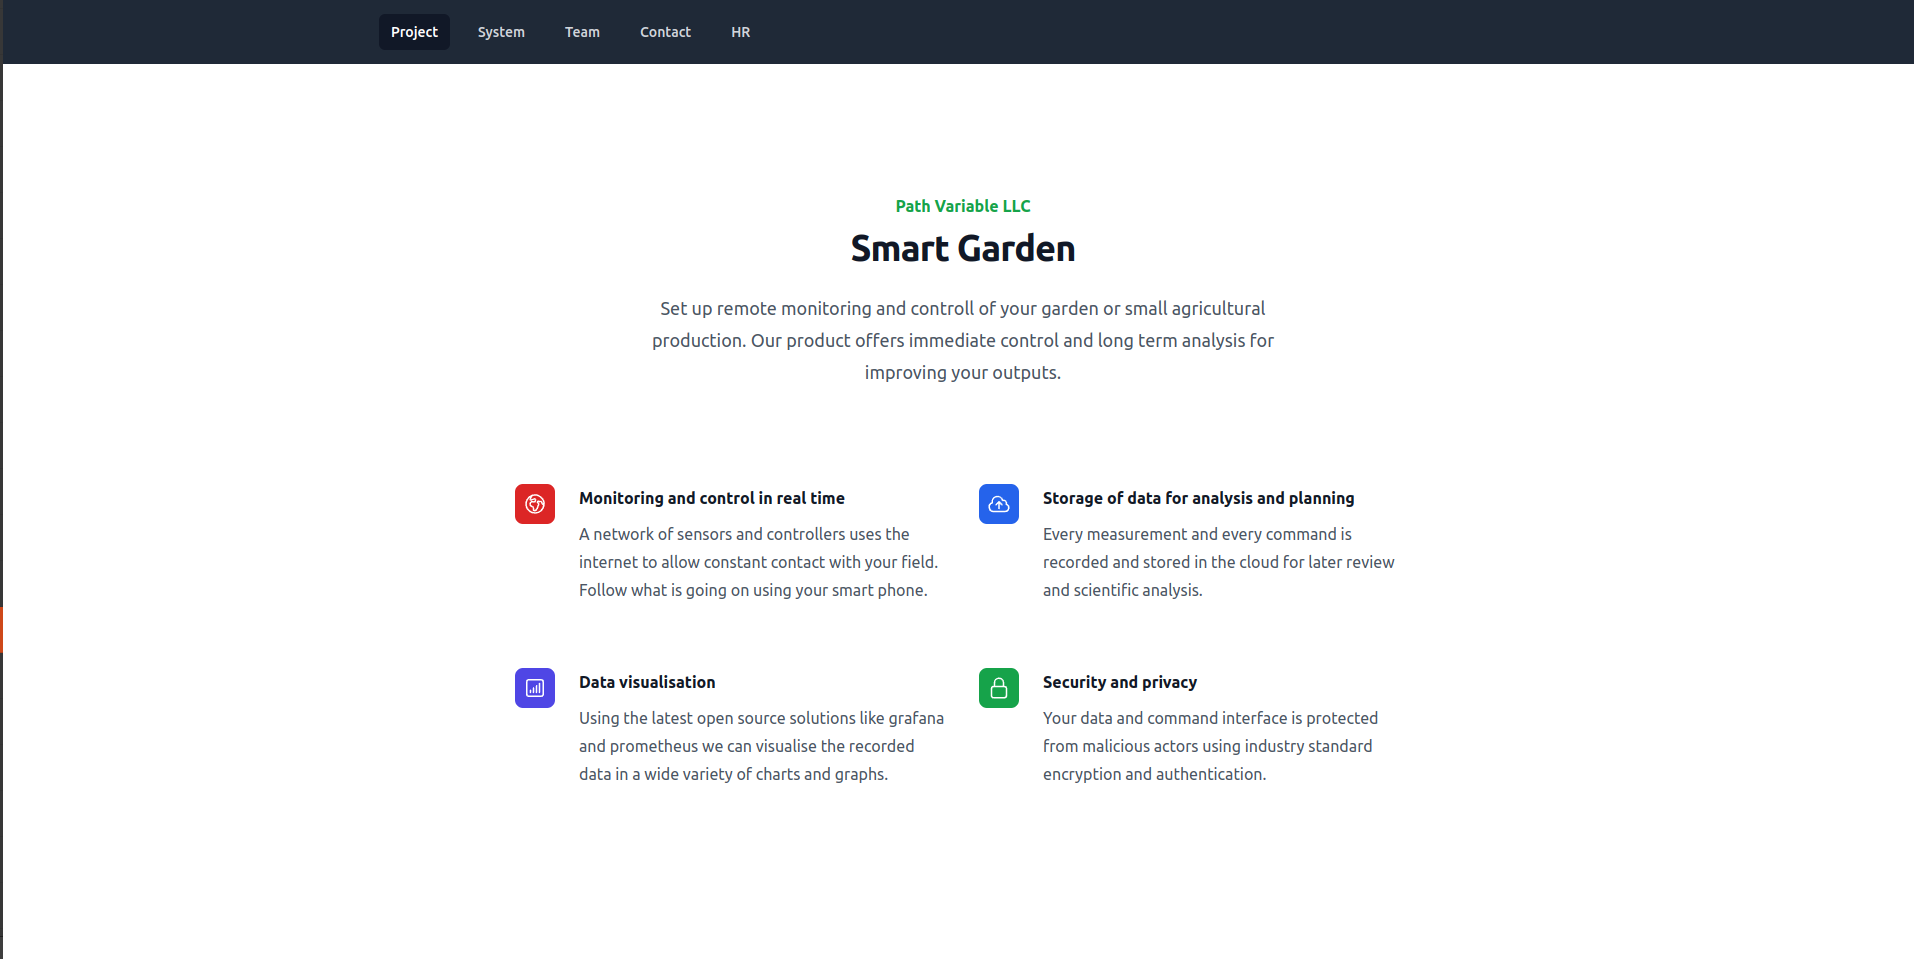 Project System Team Contact HR
Path Variable LLC
Smart Garden
Set up remote monitoring and controll of your garden or small agricultural
production. Our product offers immediate control and long term analysis for
improving your outputs.
Monitoring and control in real time
A network of sensors and controllers uses the
internet to allow constant contact with your field.
Follow what is going on using your smart phone.
Storage of data for analysis and planning
Every measurement and every command is
recorded and stored in the cloud for later review
and scientific analysis.
Data visualisation
Using the latest open source solutions like grafana
and prometheus we can visualise the recorded
data in a wide variety of charts and graphs.
Security and privacy
Your data and command interface is protected
from malicious actors using industry standard
encryption and authentication.